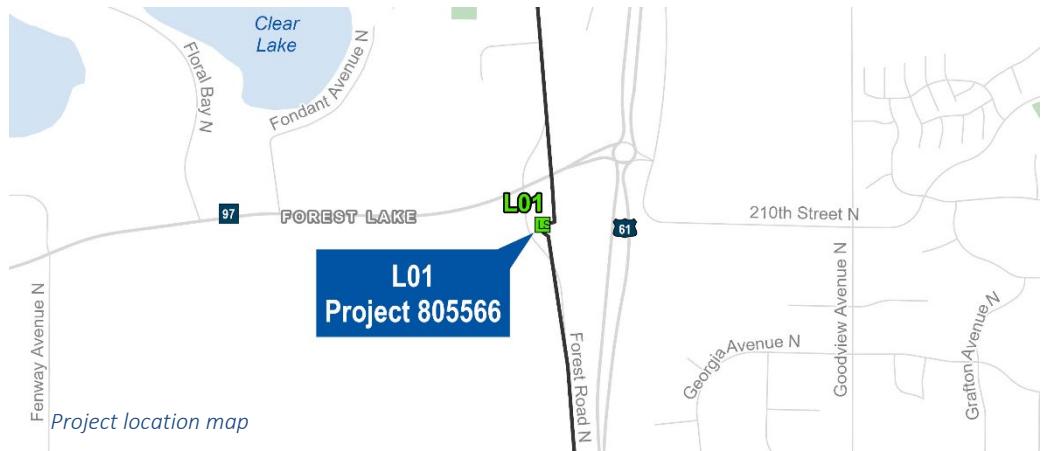 Clear
Lake
Floral Bay N
Fondant Avenue N
97
FOREST LAKE
L01
LS
61
210th Street N
L01
Project 805566
Fenway Avenue N
Forest Road N
Georgia Avenue N
Goodview Avenue N
Grafton Avenue N
Project location map